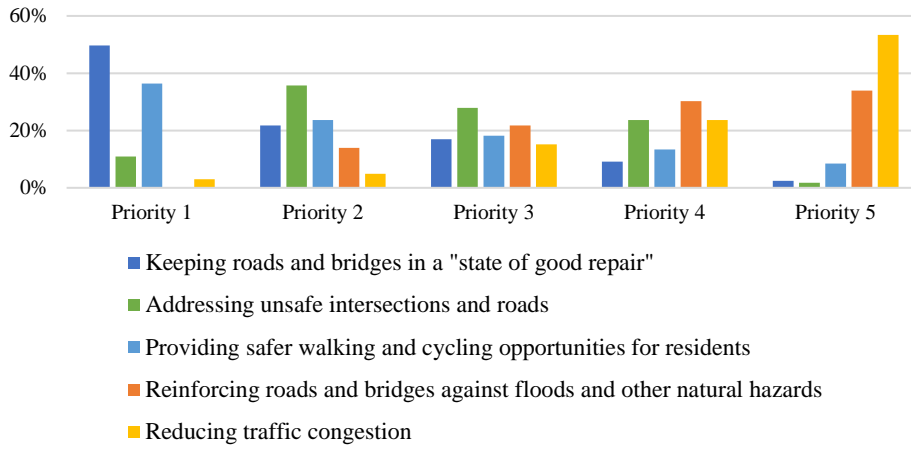 60%
40%
20%
0%
Priority 1 Priority 2 Priority 3 Priority 4 Priority 5
Keeping roads and bridges in a "state of good repair"
Addressing unsafe intersections and roads
Providing safer walking and cycling opportunities for residents
Reinforcing roads and bridges against floods and other natural hazards
Reducing traffic congestion